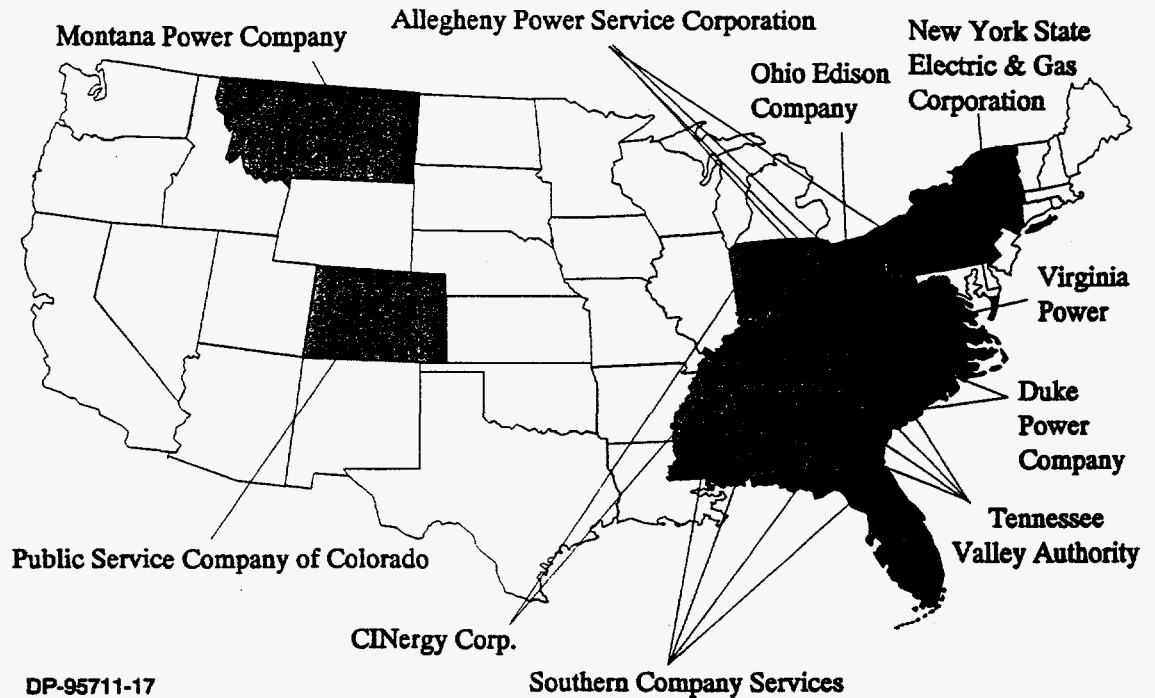 Allegheny Power Service Corporation
Montana Power Company
New York State
Electric & Gas
Corporation
Ohio Edison
Company
Virginia
Power
Duke
Power
Company
Tennessee
Valley Authority
Public Service Company of Colorado
CINergy Corp.
Southern Company Services
DP-95711-17